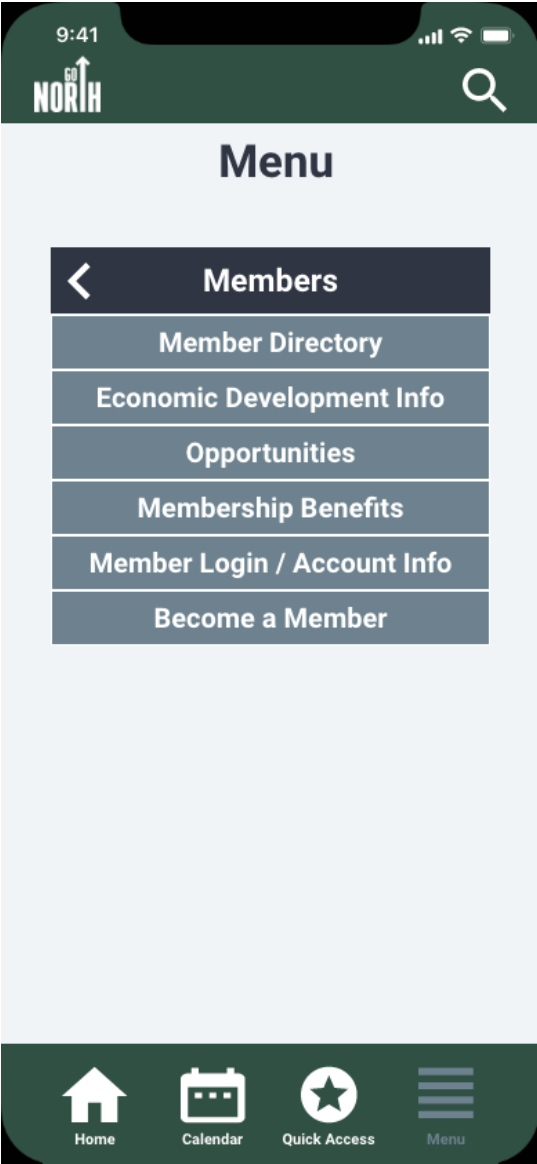 9:41
GO
NORTH
Menu
Members
Member Directory
Economic Development Info
Opportunities
Membership Benefits
Member Login / Account Info
Become a Member
Home
Calendar
Quick Access
Menu